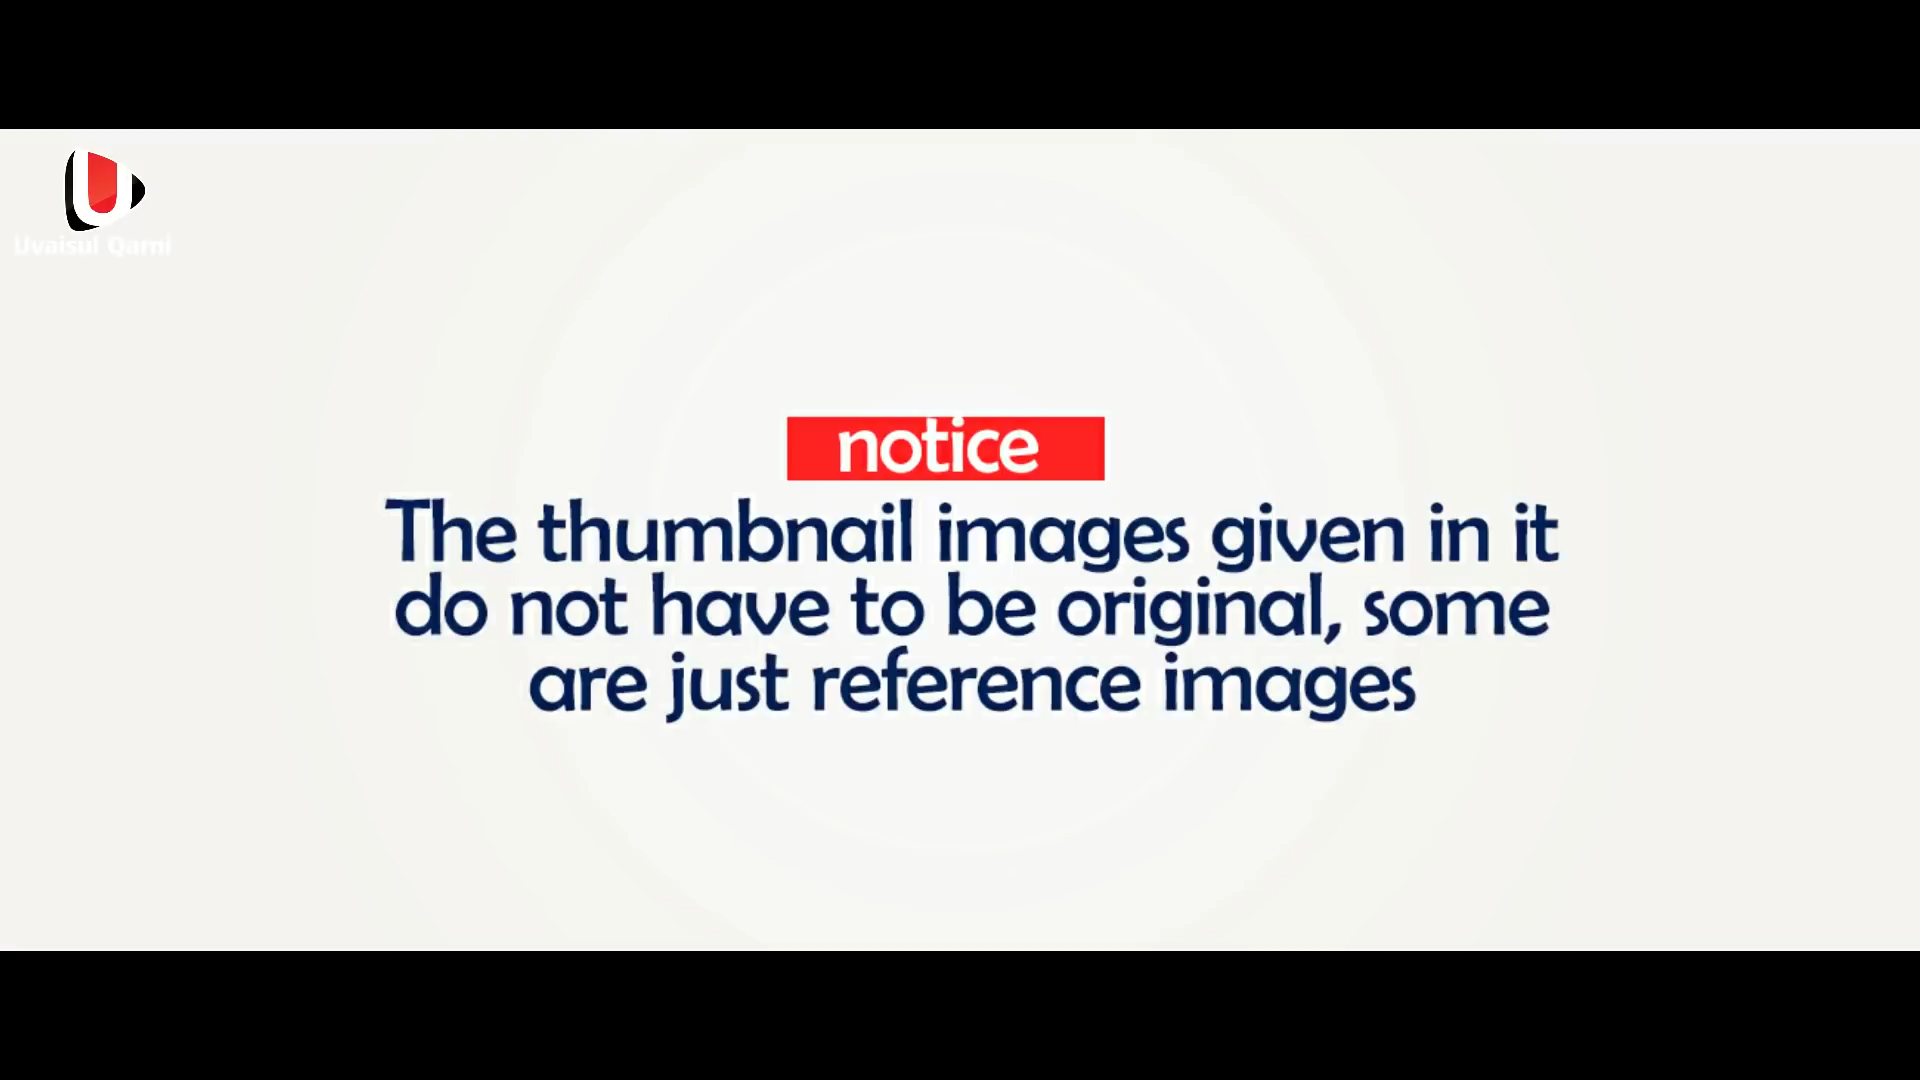 Uvaisul Qarni
notice
The thumbnail images given in it
do not have to be original, some
are just reference images